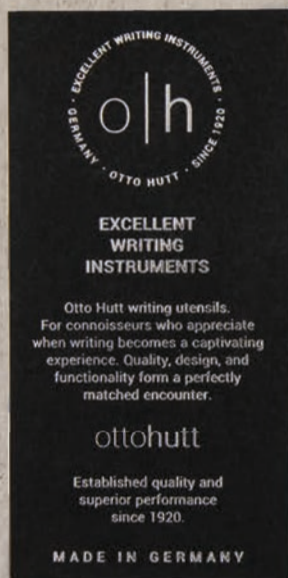 EXCELLENT WRITING INSTRUMENTS · SINCE 1920 · OTTO HUTT · GERMANY ·
o|h
EXCELLENT
WRITING
INSTRUMENTS
Otto Hutt writing utensils.
For connoisseurs who appreciate
when writing becomes a captivating
experience. Quality, design, and
functionality form a perfectly
matched encounter.
ottohutt
Established quality and
superior performance
since 1920.
MADE IN GERMANY